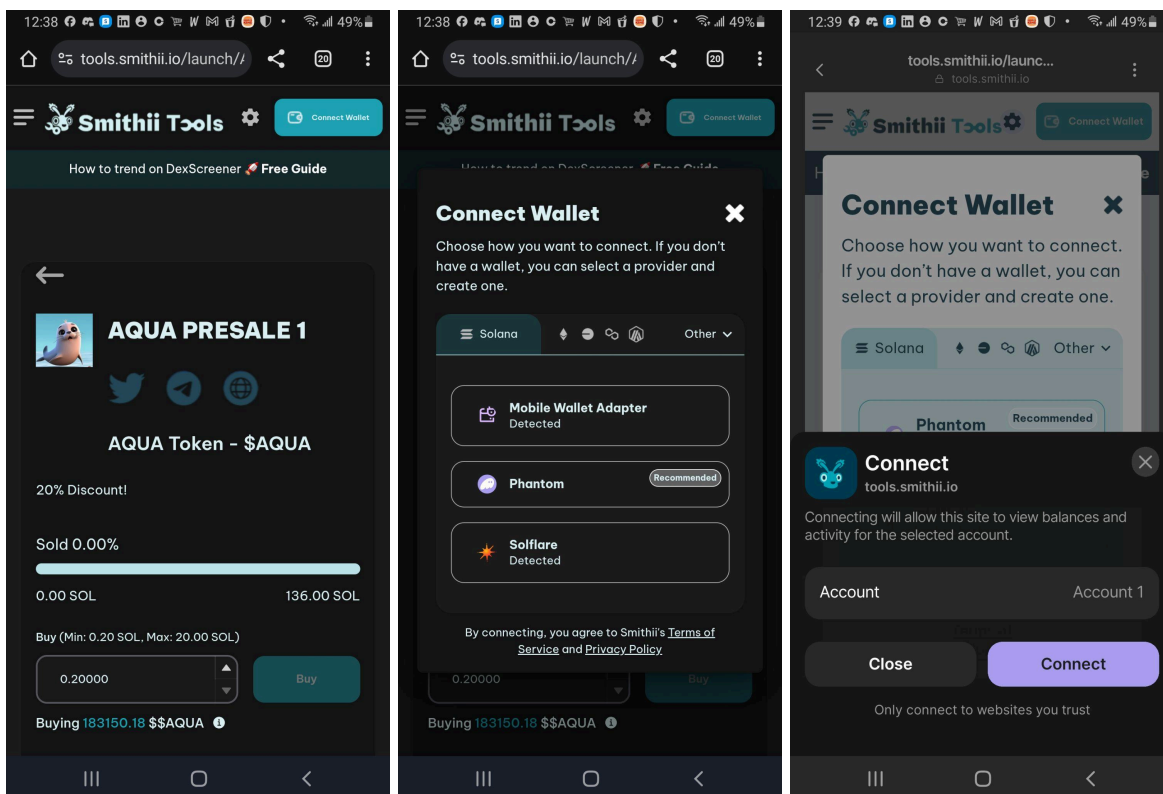 12:38
49%
tools.smithii.io/launch/
20
Smithii Tools
Connect Wallet
How to trend on DexScreener 🚀 Free Guide
AQUA PRESALE 1
AQUA Token - $AQUA
20% Discount!
Sold 0.00%
0.00 SOL
136.00 SOL
Buy (Min: 0.20 SOL, Max: 20.00 SOL)
0.20000
Buy
Buying 183150.18 $$AQUA
12:38
49%
tools.smithii.io/launch/
20
Smithii Tools
Connect Wallet
How to trend on DexScreener 🚀 Free Guide
Connect Wallet
Choose how you want to connect. If you don't
have a wallet, you can select a provider and
create one.
Solana
Other
Mobile Wallet Adapter
Detected
Phantom
Recommended
Solflare
Detected
By connecting, you agree to Smithii's Terms of
Service and Privacy Policy
0.20000
Buy
Buying 183150.18 $$AQUA
12:39
49%
tools.smithii.io/launc...
tools.smithii.io
Smithii Tools
Connect Wallet
Connect Wallet
Choose how you want to connect.
If you don't have a wallet, you can
select a provider and create one.
Solana
Other
Phantom
Recommended
Connect
tools.smithii.io
Connecting will allow this site to view balances and
activity for the selected account.
Account
Account 1
Close
Connect
Only connect to websites you trust